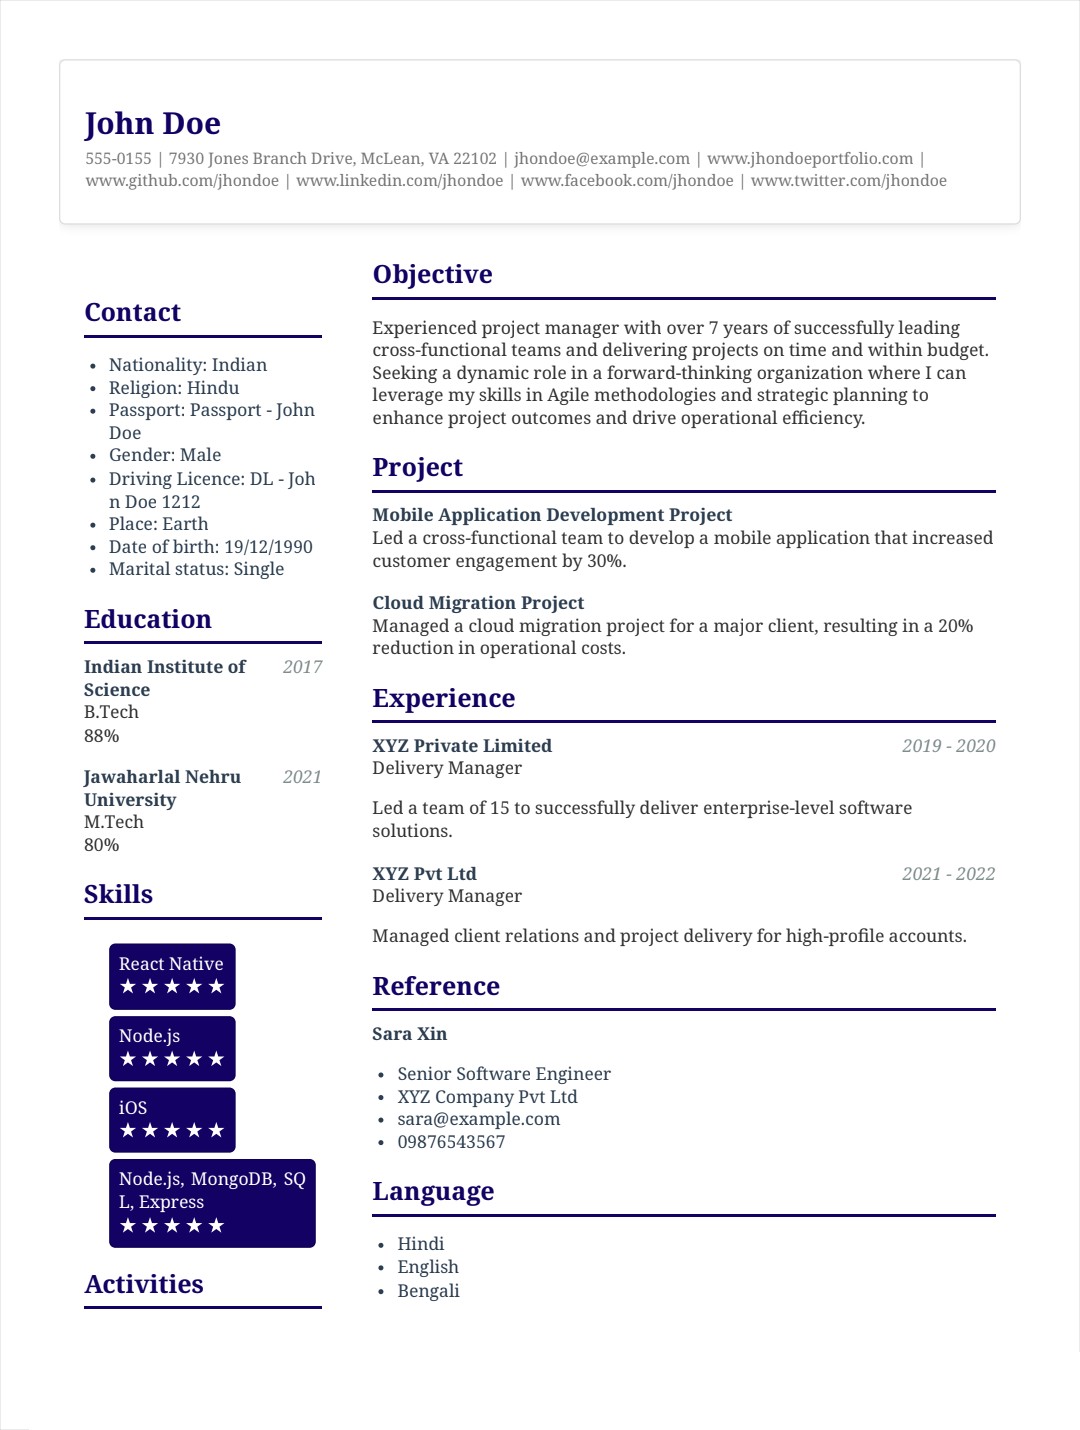 John Doe
555-0155 | 7930 Jones Branch Drive, McLean, VA 22102 | jhondoe@example.com | www.jhondoeportfolio.com |
www.github.com/jhondoe | www.linkedin.com/jhondoe | www.facebook.com/jhondoe | www.twitter.com/jhondoe
Contact
• Nationality: Indian
• Religion: Hindu
• Passport: Passport - John
Doe
• Gender: Male
• Driving Licence: DL - Joh
n Doe 1212
• Place: Earth
• Date of birth: 19/12/1990
• Marital status: Single
Education
Indian Institute of 2017
Science
B.Tech
88%
Jawaharlal Nehru 2021
University
M.Tech
80%
Skills
React Native
★ ★ ★ ★ ★
Node.js
★ ★ ★ ★ ★
iOS
★ ★ ★ ★ ★
Node.js, MongoDB, SQ
L, Express
★ ★ ★ ★ ★
Activities
Objective
Experienced project manager with over 7 years of successfully leading
cross-functional teams and delivering projects on time and within budget.
Seeking a dynamic role in a forward-thinking organization where I can
leverage my skills in Agile methodologies and strategic planning to
enhance project outcomes and drive operational efficiency.
Project
Mobile Application Development Project
Led a cross-functional team to develop a mobile application that increased
customer engagement by 30%.
Cloud Migration Project
Managed a cloud migration project for a major client, resulting in a 20%
reduction in operational costs.
Experience
XYZ Private Limited 2019 - 2020
Delivery Manager
Led a team of 15 to successfully deliver enterprise-level software
solutions.
XYZ Pvt Ltd 2021 - 2022
Delivery Manager
Managed client relations and project delivery for high-profile accounts.
Reference
Sara Xin
• Senior Software Engineer
• XYZ Company Pvt Ltd
• sara@example.com
• 09876543567
Language
• Hindi
• English
• Bengali